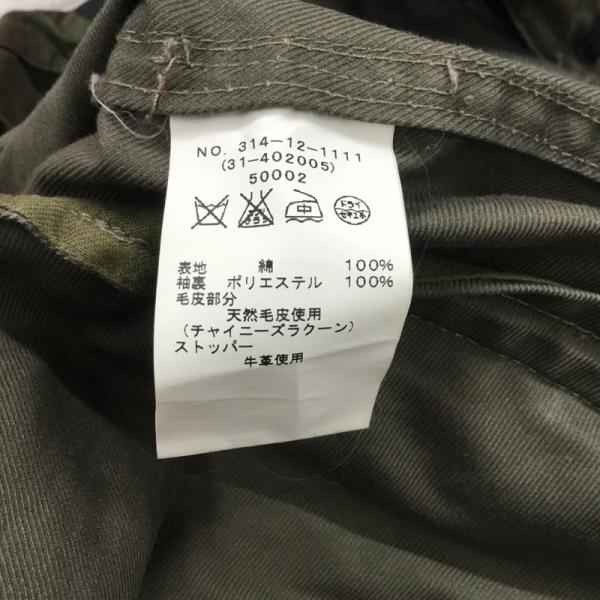 NO. 314-12-1111
(31-402005)
50002
中 ドライ
セキユ系
表地 綿 100%
袖裏 ポリエステル 100%
毛皮部分
天然毛皮使用
(チャイニーズラクーン)
ストッパー
牛革使用